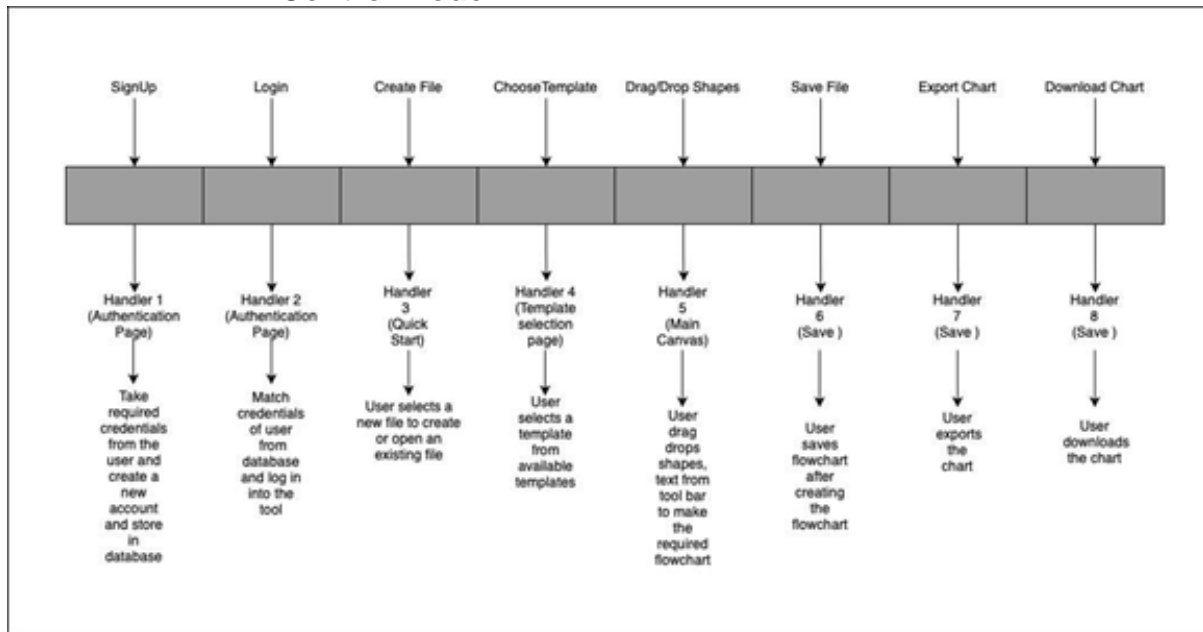 SignUp
Login
Create File
ChooseTemplate
Drag/Drop Shapes
Save File
Export Chart
Download Chart
Handler 1
(Authentication
Page)
Handler 2
(Authentication
Page)
Handler
3
(Quick
Start)
Handler 4
(Template
selection
page)
Handler
5
(Main
Canvas)
Handler
6
(Save )
Handler
7
(Save )
Handler
8
(Save )
Take
required
credentials
from the
user and
create a
new
account
and store
in
database
Match
credentials
of user
from
database
and log in
into the
tool
User selects a
new file to create
or open an
existing file
User
selects a
template
from
available
templates
User
drag
drops
shapes,
text from
tool bar
to make
the
required
flowchart
User
saves
flowchart
after
creating
the
flowchart
User
exports
the
chart
User
downloads
the chart